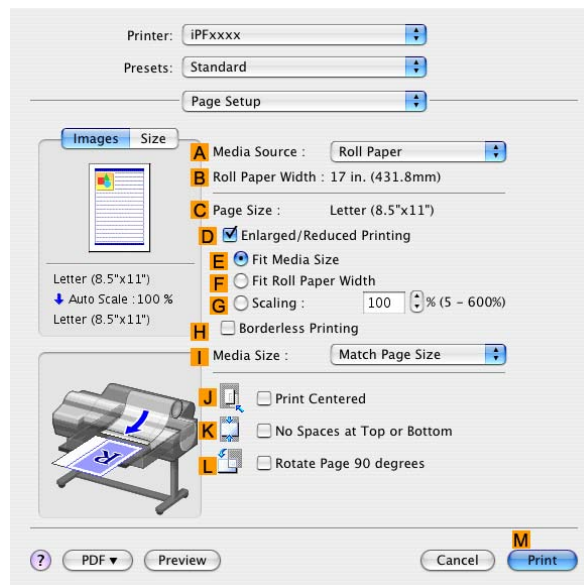 Printer: iPFxxxx
Presets: Standard
Page Setup
Images Size
A Media Source : Roll Paper
B Roll Paper Width : 17 in. (431.8mm)
C Page Size : Letter (8.5"x11")
D Enlarged/Reduced Printing
E Fit Media Size
F Fit Roll Paper Width
G Scaling : 100 % (5 - 600%)
H Borderless Printing
I Media Size : Match Page Size
Letter (8.5"x11")
Auto Scale : 100 %
Letter (8.5"x11")
J Print Centered
K No Spaces at Top or Bottom
L Rotate Page 90 degrees
R
M
? PDF▼ Preview Cancel Print